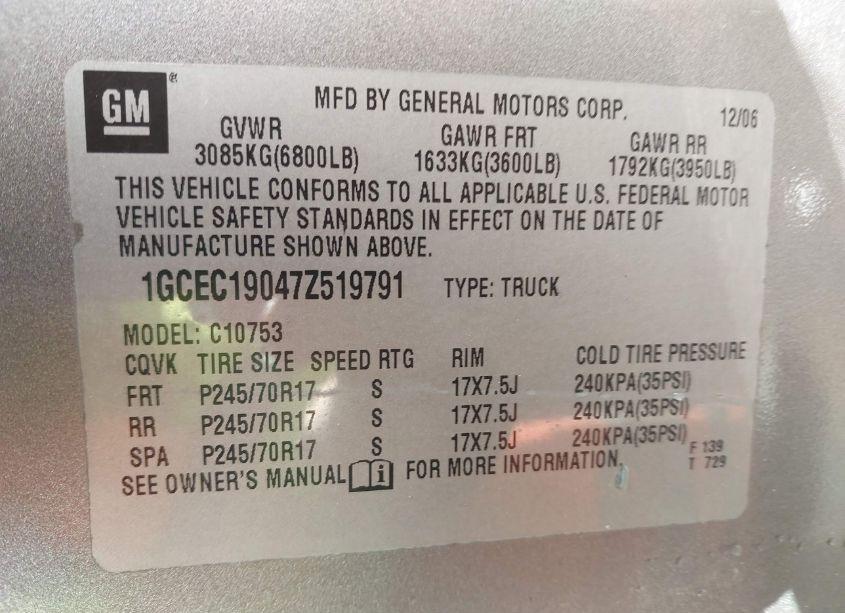 GM®
MFD BY GENERAL MOTORS CORP. 12/06
GVWR GAWR FRT GAWR RR
3085KG(6800LB) 1633KG(3600LB) 1792KG(3950LB)
THIS VEHICLE CONFORMS TO ALL APPLICABLE U.S. FEDERAL MOTOR
VEHICLE SAFETY STANDARDS IN EFFECT ON THE DATE OF
MANUFACTURE SHOWN ABOVE.
1GCEC19047Z519791 TYPE: TRUCK
MODEL: C10753
CQVK TIRE SIZE SPEED RTG RIM COLD TIRE PRESSURE
FRT P245/70R17 S 17X7.5J 240KPA(35PSI)
RR P245/70R17 S 17X7.5J 240KPA(35PSI)
SPA P245/70R17 S 17X7.5J 240KPA(35PSI)
F 139
T 729
SEE OWNER'S MANUAL i FOR MORE INFORMATION.